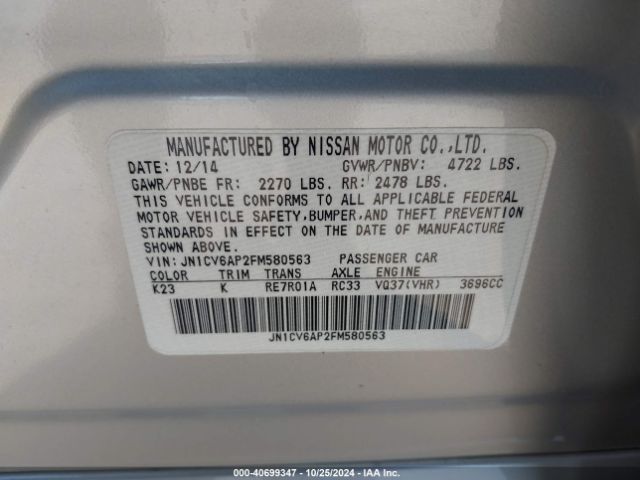 MANUFACTURED BY NISSAN MOTOR CO.,LTD.
DATE: 12/14 GVWR/PNBV: 4722 LBS.
GAWR/PNBE FR: 2270 LBS. RR: 2478 LBS.
THIS VEHICLE CONFORMS TO ALL APPLICABLE FEDERAL
MOTOR VEHICLE SAFETY,BUMPER,AND THEFT PREVENTION
STANDARDS IN EFFECT ON THE DATE OF MANUFACTURE
SHOWN ABOVE.
VIN: JN1CV6AP2FM580563 PASSENGER CAR
COLOR TRIM TRANS AXLE ENGINE
K23 K RE7R01A RC33 VQ37(VHR) 3696CC
JN1CV6AP2FM580563
000-40699347 - 10/25/2024 - IAA Inc.